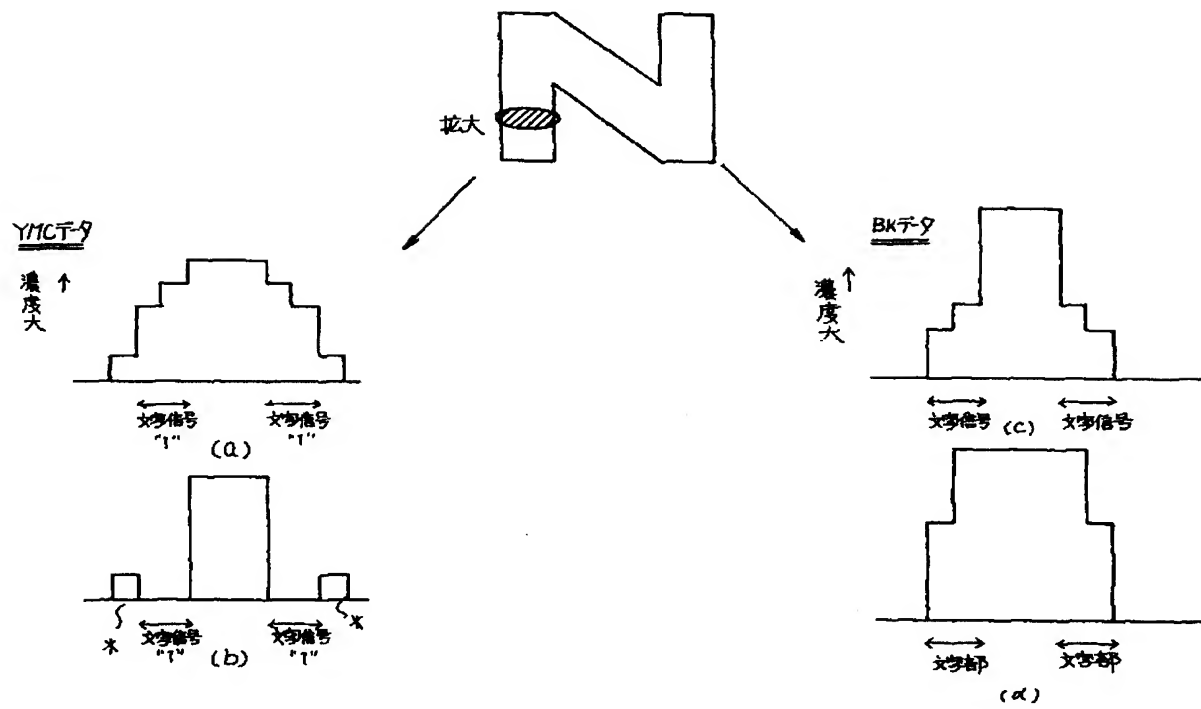 拡大
YMCデータ
濃度大
↑
文字信号
"1"
文字信号
"1"
(a)
*
文字信号
"1"
文字信号
"1"
*
(b)
BKデータ
濃度大
↑
文字信号
文字信号
(c)
文字部
文字部
(d)